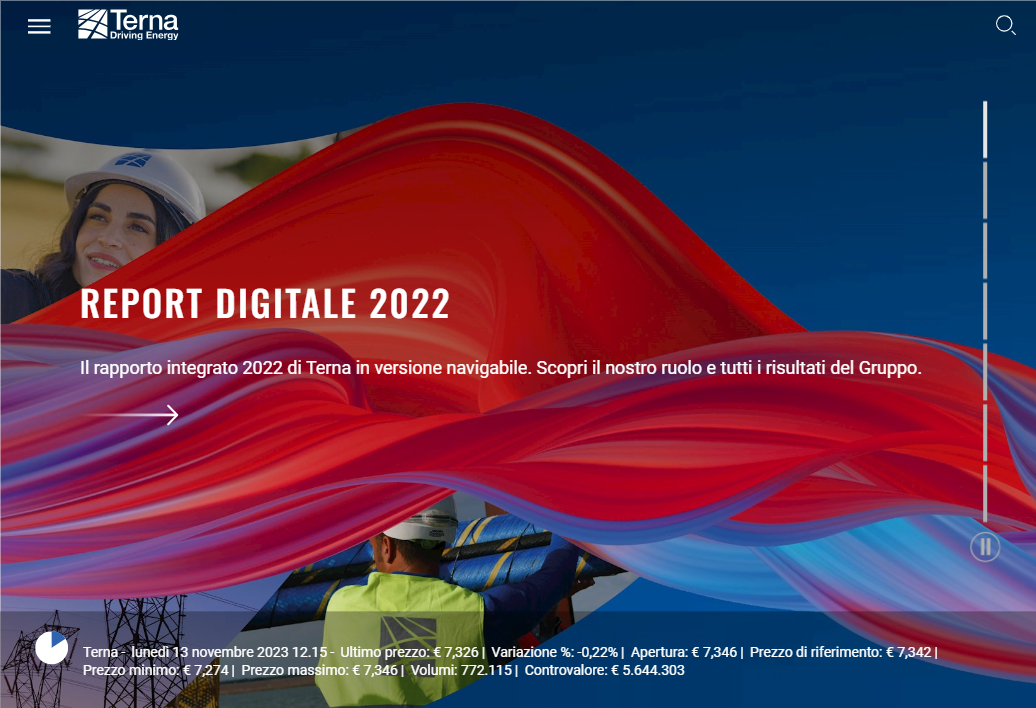 Terna
Driving Energy
REPORT DIGITALE 2022
Il rapporto integrato 2022 di Terna in versione navigabile. Scopri il nostro ruolo e tutti i risultati del Gruppo.
Terna - lunedì 13 novembre 2023 12.15 - Ultimo prezzo: € 7,326 | Variazione %: -0,22% | Apertura: € 7,346 | Prezzo di riferimento: € 7,342 |
Prezzo minimo: € 7,274 | Prezzo massimo: € 7,346 | Volumi: 772.115 | Controvalore: € 5.644.303